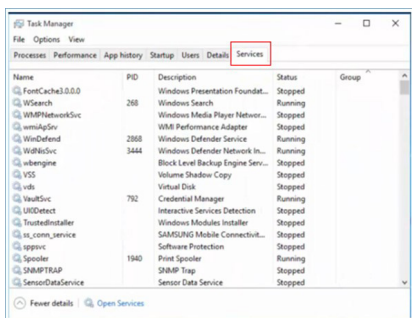 Task Manager
File Options View
Processes Performance App history Startup Users Details Services
Name PID Description Status Group
FontCache3.0.0.0 Windows Presentation Foundat... Stopped
WSearch 268 Windows Search Running
WMPNetworkSvc Windows Media Player Networ... Stopped
wmiApSrv WMI Performance Adapter Stopped
WinDefend 2868 Windows Defender Service Running
WdNisSvc 3444 Windows Defender Network In... Running
wbengine Block Level Backup Engine Serv... Stopped
VSS Volume Shadow Copy Stopped
vds Virtual Disk Stopped
VaultSvc 792 Credential Manager Running
UI0Detect Interactive Services Detection Stopped
TrustedInstaller Windows Modules Installer Stopped
ss_conn_service SAMSUNG Mobile Connectivit... Stopped
sppsvc Software Protection Stopped
Spooler 1940 Print Spooler Running
SNMPTRAP SNMP Trap Stopped
SensorDataService Sensor Data Service Stopped
Fewer details Open Services